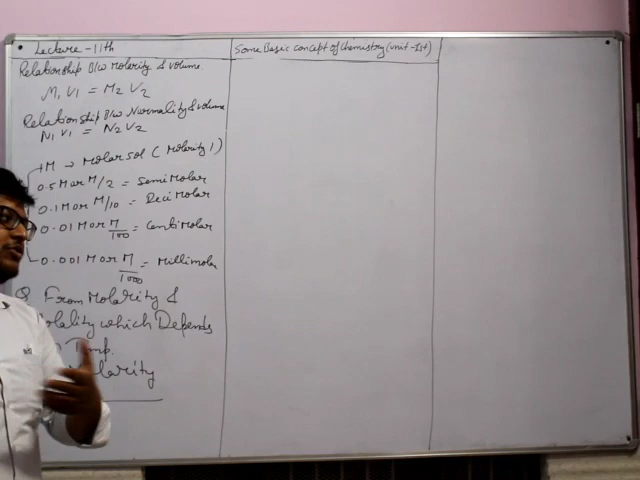 Lecture - 11th
Some Basic concept of Chemistry (unit - Ist)
Relationship B/w Molarity & volume
M₁ V₁ = M₂ V₂
Relationship B/w Normality & volume
N₁ V₁ = N₂ V₂
1M → Molar sol (Molarity 1)
0.5 M or M/2 = Semi molar
0.1 M or M/10 = Deci molar
0.01 M or M/100 = Centi molar
0.001 M or M/1000 = Millimolar
Q From Molarity &
olality which Depends
Temp.
larity